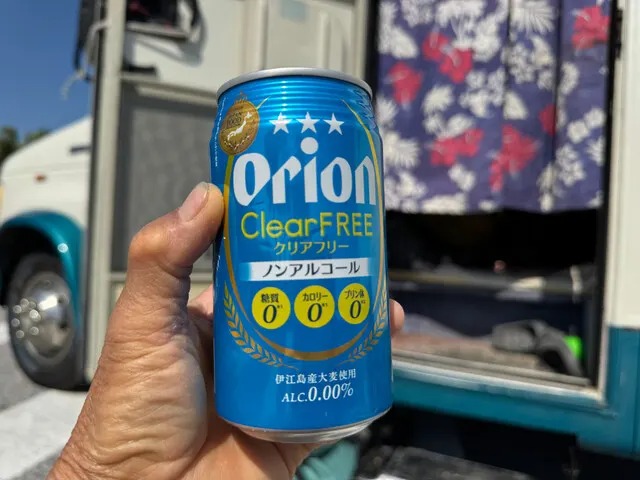 Orion
ClearFREE
クリアフリー
ノンアルコール
糖質 カロリー プリン体
0 0 0
伊江島産大麦使用
ALC.0.00%